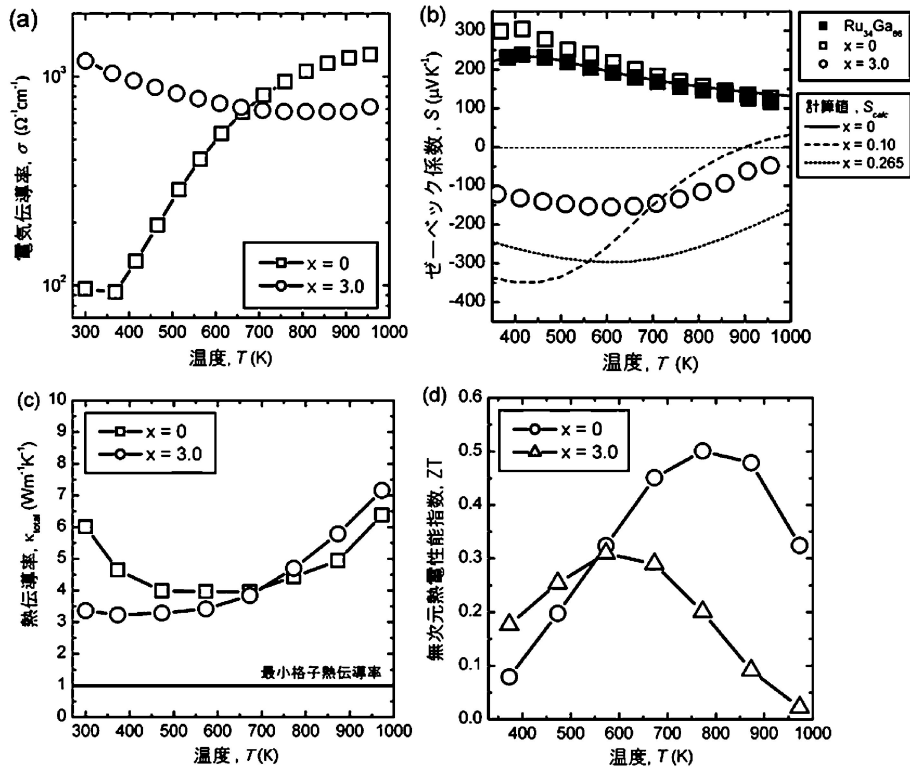 (a)
電気伝導率, σ (Ω⁻¹cm⁻¹)
10³
10²
x = 0
x = 3.0
300 400 500 600 700 800 900 1000
温度, T (K)
(b)
ゼーベック係数, S (μVK⁻¹)
300
200
100
0
-100
-200
-300
-400
400 500 600 700 800 900 1000
温度, T (K)
Ru₃₄Ga₆₆
x = 0
x = 3.0
計算値, S_calc
x = 0
x = 0.10
x = 0.265
(c)
熱伝導率, κ_total (Wm⁻¹K⁻¹)
10
9
8
7
6
5
4
3
2
1
0
x = 0
x = 3.0
最小格子熱伝導率
300 400 500 600 700 800 900 1000
温度, T (K)
(d)
無次元熱電性能指数, ZT
0.6
0.5
0.4
0.3
0.2
0.1
0.0
x = 0
x = 3.0
400 500 600 700 800 900 1000
温度, T (K)